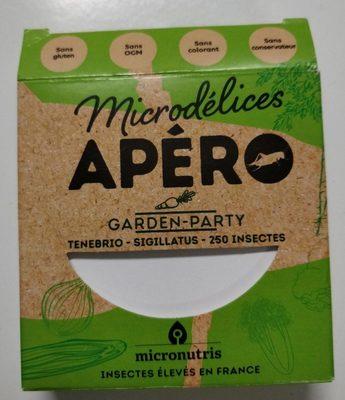 Sans gluten
Sans OGM
Sans colorant
Sans conservateur
Microdélices
APÉRO
GARDEN-PARTY
TENEBRIO - SIGILLATUS - 250 INSECTES
micronutris
INSECTES ÉLEVÉS EN FRANCE